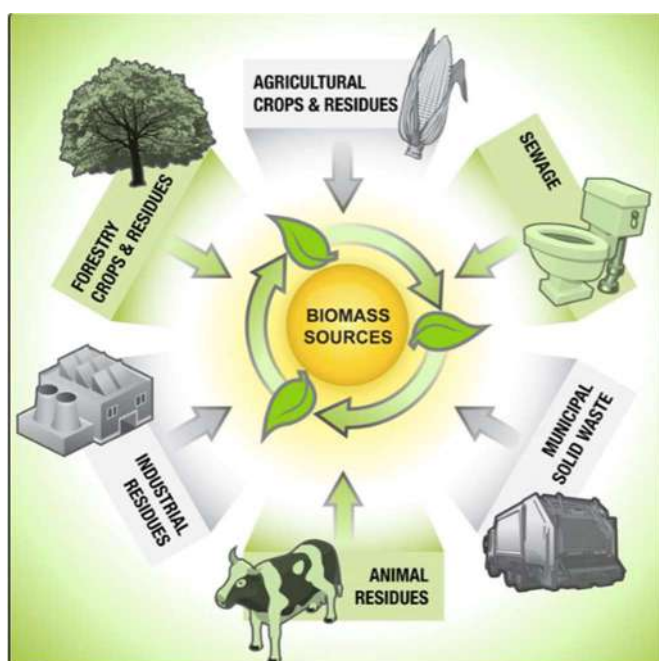 AGRICULTURAL
CROPS & RESIDUES
SEWAGE
FORESTRY
CROPS & RESIDUES
BIOMASS
SOURCES
MUNICIPAL
SOLID WASTE
INDUSTRIAL
RESIDUES
ANIMAL
RESIDUES